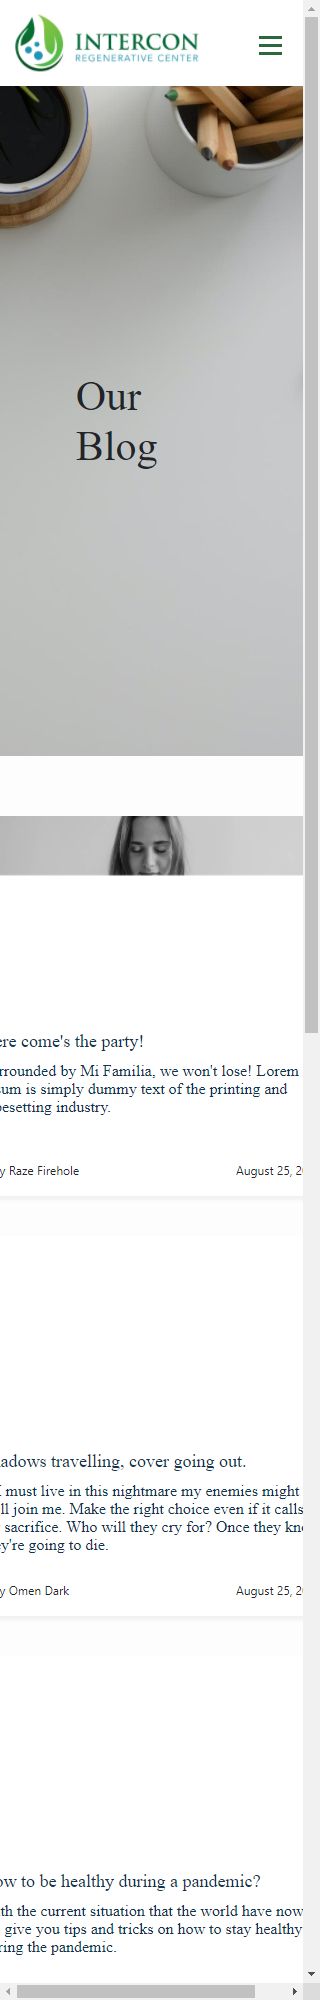 INTERCON
REGENERATIVE CENTER
Our
Blog
ere come's the party!
rrounded by Mi Familia, we won't lose! Lorem
sum is simply dummy text of the printing and
pesetting industry.
y Raze Firehole
August 25, 2
adows travelling, cover going out.
I must live in this nightmare my enemies might
ll join me. Make the right choice even if it calls
sacrifice. Who will they cry for? Once they kn
ey're going to die.
y Omen Dark
August 25, 2
ow to be healthy during a pandemic?
th the current situation that the world have now
give you tips and tricks on how to stay healthy
ring the pandemic.